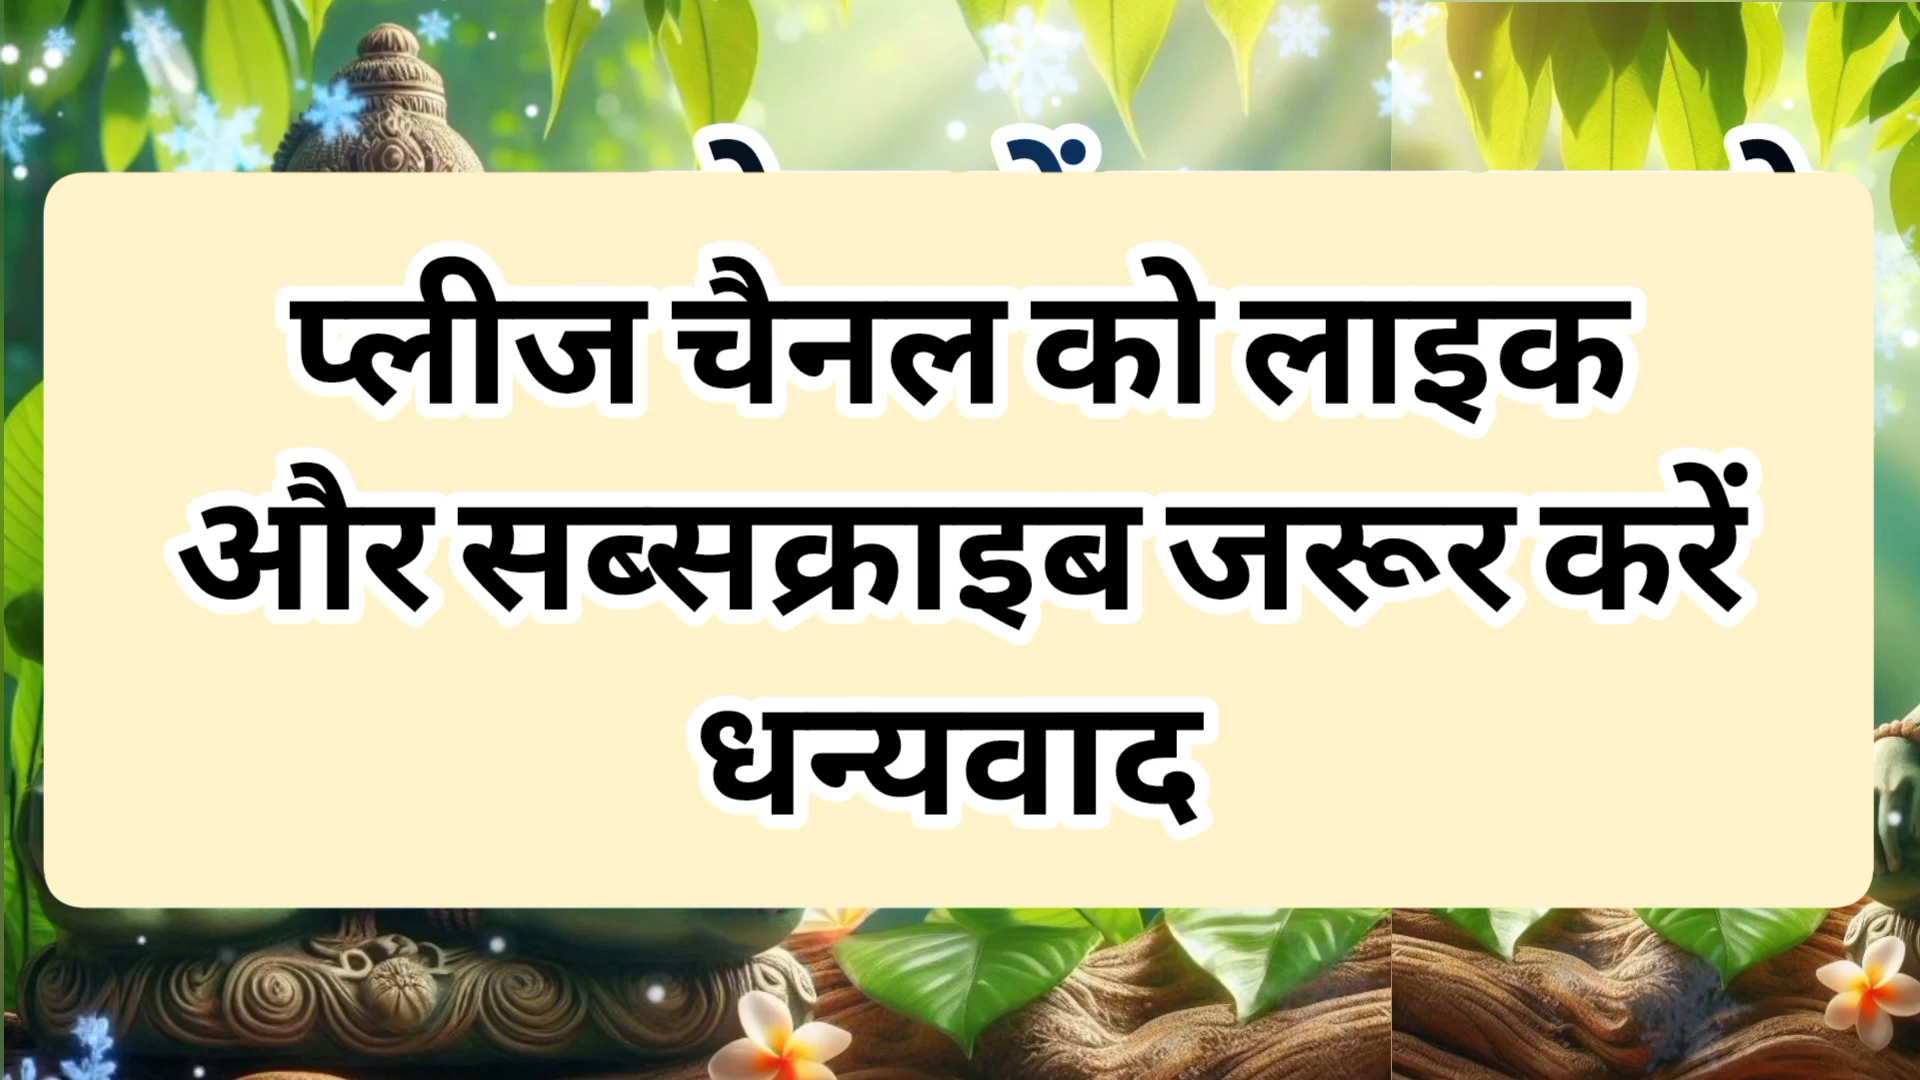 प्लीज चैनल को लाइक
और सब्सक्राइब जरूर करें
धन्यवाद